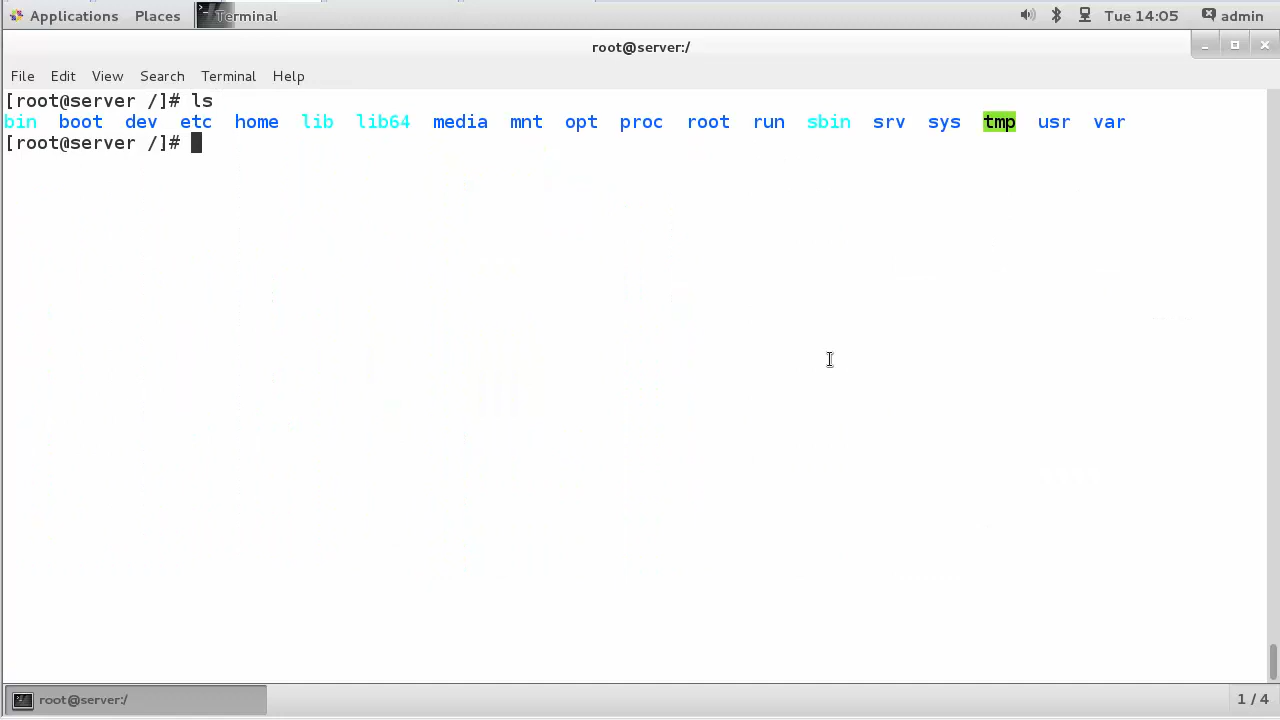 Applications Places Terminal Tue 14:05 admin
root@server:/
File Edit View Search Terminal Help
[root@server /]# ls
bin boot dev etc home lib lib64 media mnt opt proc root run sbin srv sys tmp usr var
[root@server /]#
root@server:/ 1 / 4